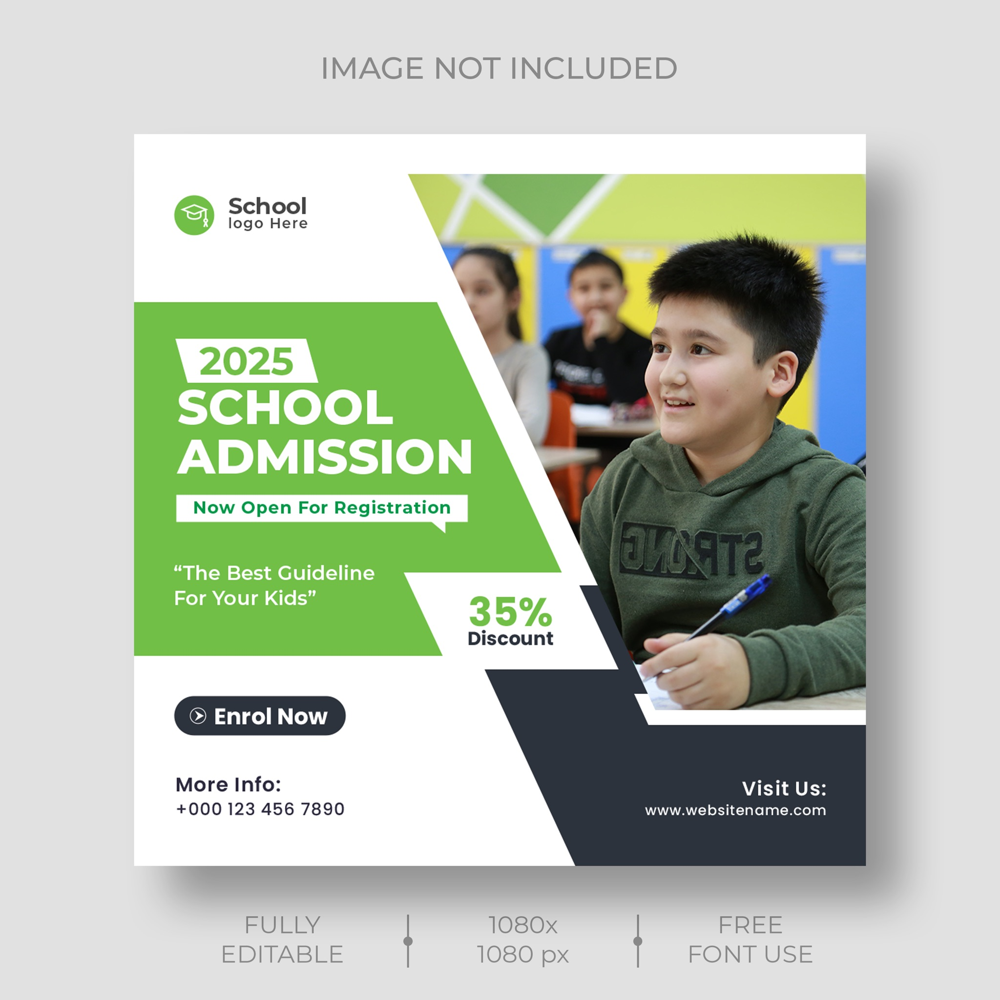 IMAGE NOT INCLUDED
School
logo Here
2025
SCHOOL
ADMISSION
Now Open For Registration
“The Best Guideline
For Your Kids”
35%
Discount
STRONG
Enrol Now
More Info:
+000 123 456 7890
Visit Us:
www.websitename.com
FULLY
EDITABLE
1080x
1080 px
FREE
FONT USE